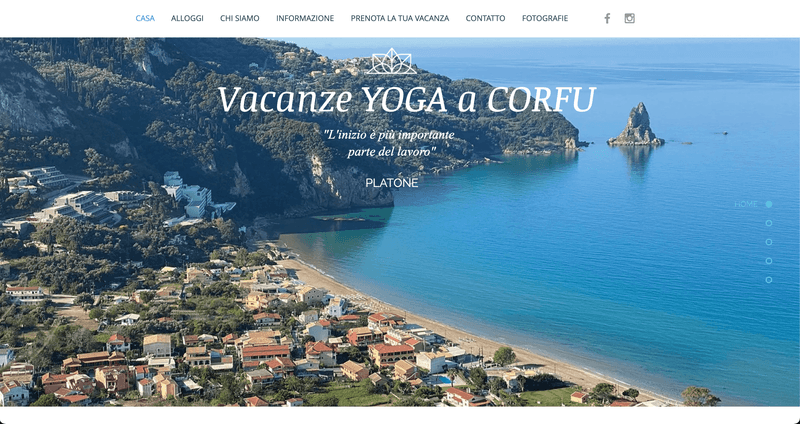 CASA ALLOGGI CHI SIAMO INFORMAZIONE PRENOTA LA TUA VACANZA CONTATTO FOTOGRAFIE
Vacanze YOGA a CORFU
"L'inizio è più importante
parte del lavoro"
PLATONE
HOME